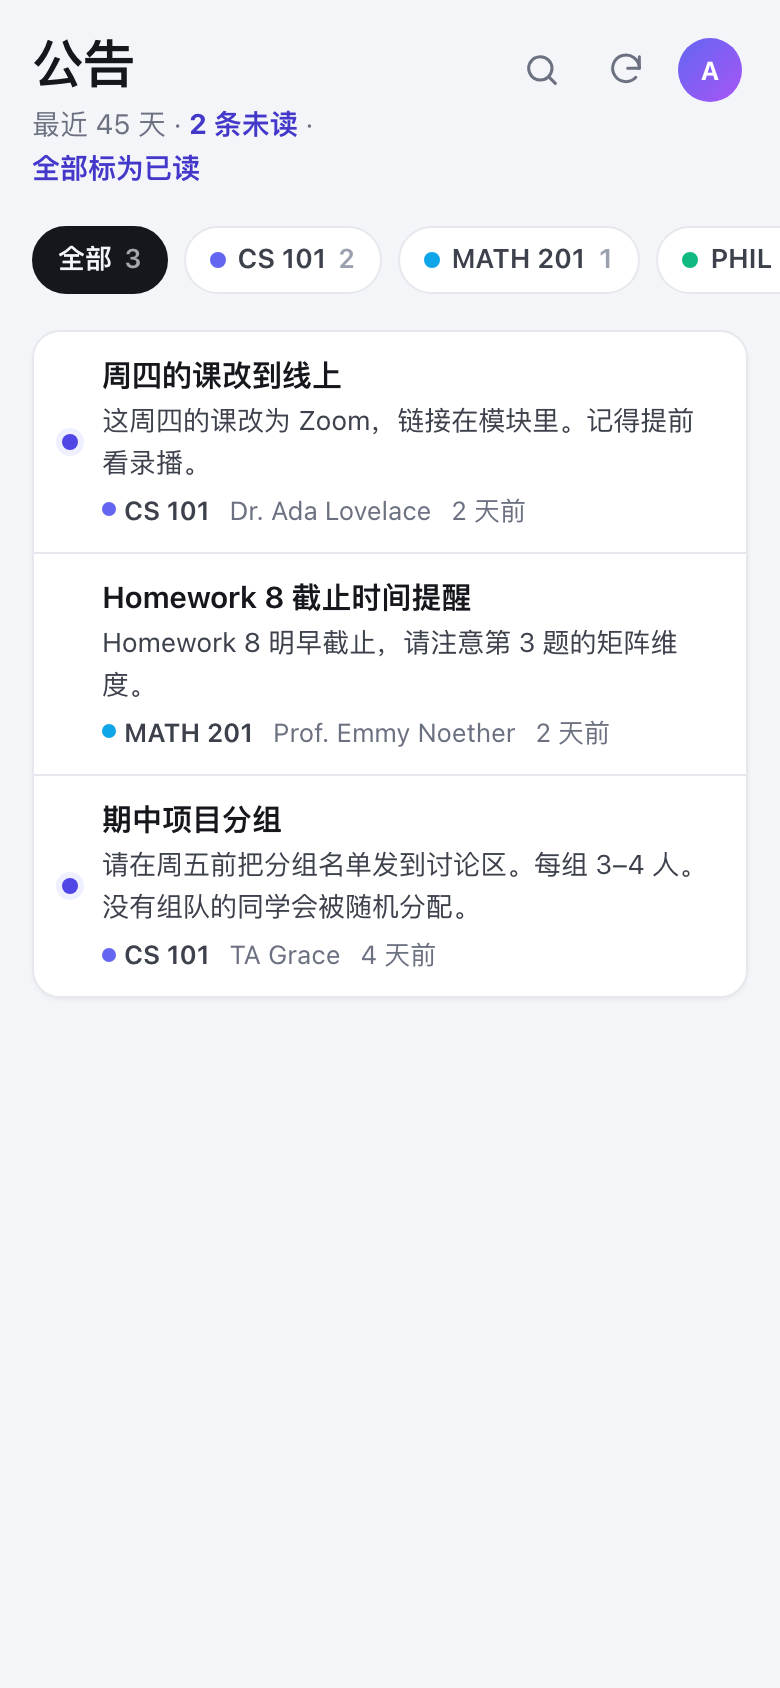 公告
A
最近 45 天 · 2 条未读 ·
全部标为已读
全部 3
CS 101 2
MATH 201 1
PHIL
周四的课改到线上
这周四的课改为 Zoom，链接在模块里。记得提前
看录播。
CS 101 Dr. Ada Lovelace 2 天前
Homework 8 截止时间提醒
Homework 8 明早截止，请注意第 3 题的矩阵维
度。
MATH 201 Prof. Emmy Noether 2 天前
期中项目分组
请在周五前把分组名单发到讨论区。每组 3–4 人。
没有组队的同学会被随机分配。
CS 101 TA Grace 4 天前